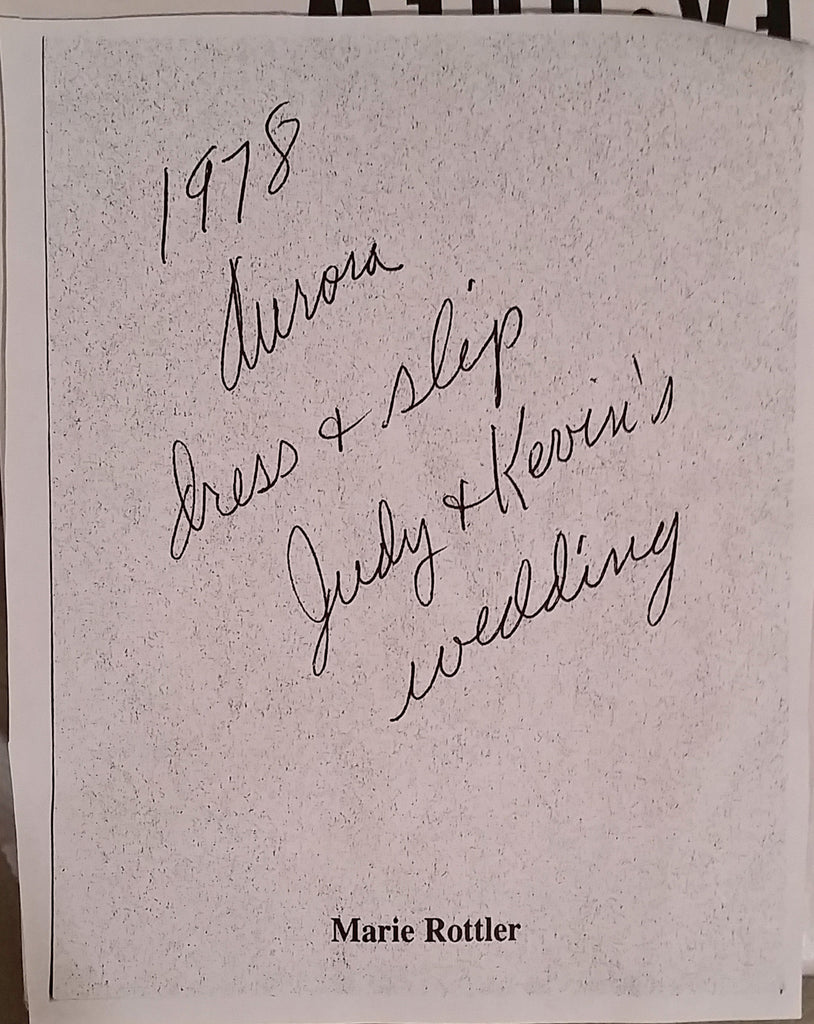 1978
Aurora
dress & slip
Judy & Kevin's
wedding
Marie Rottler